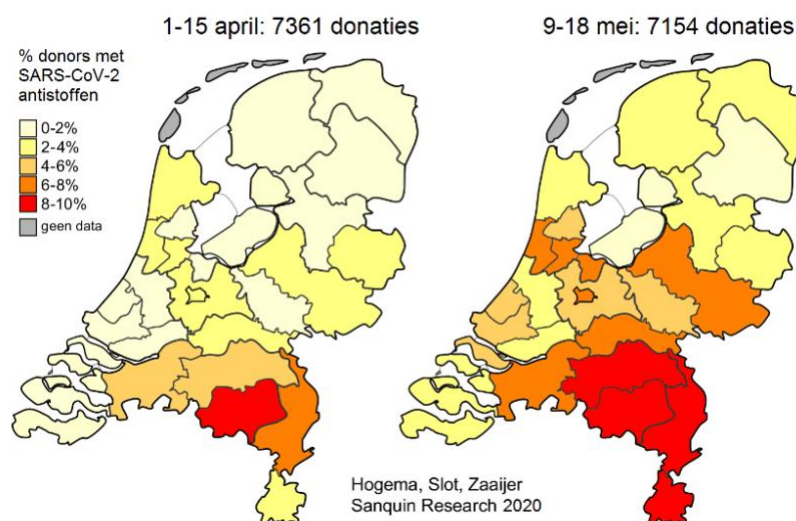 1-15 april: 7361 donaties
9-18 mei: 7154 donaties
% donors met
SARS-CoV-2
antistoffen
0-2%
2-4%
4-6%
6-8%
8-10%
geen data
Hogema, Slot, Zaaijer
Sanquin Research 2020